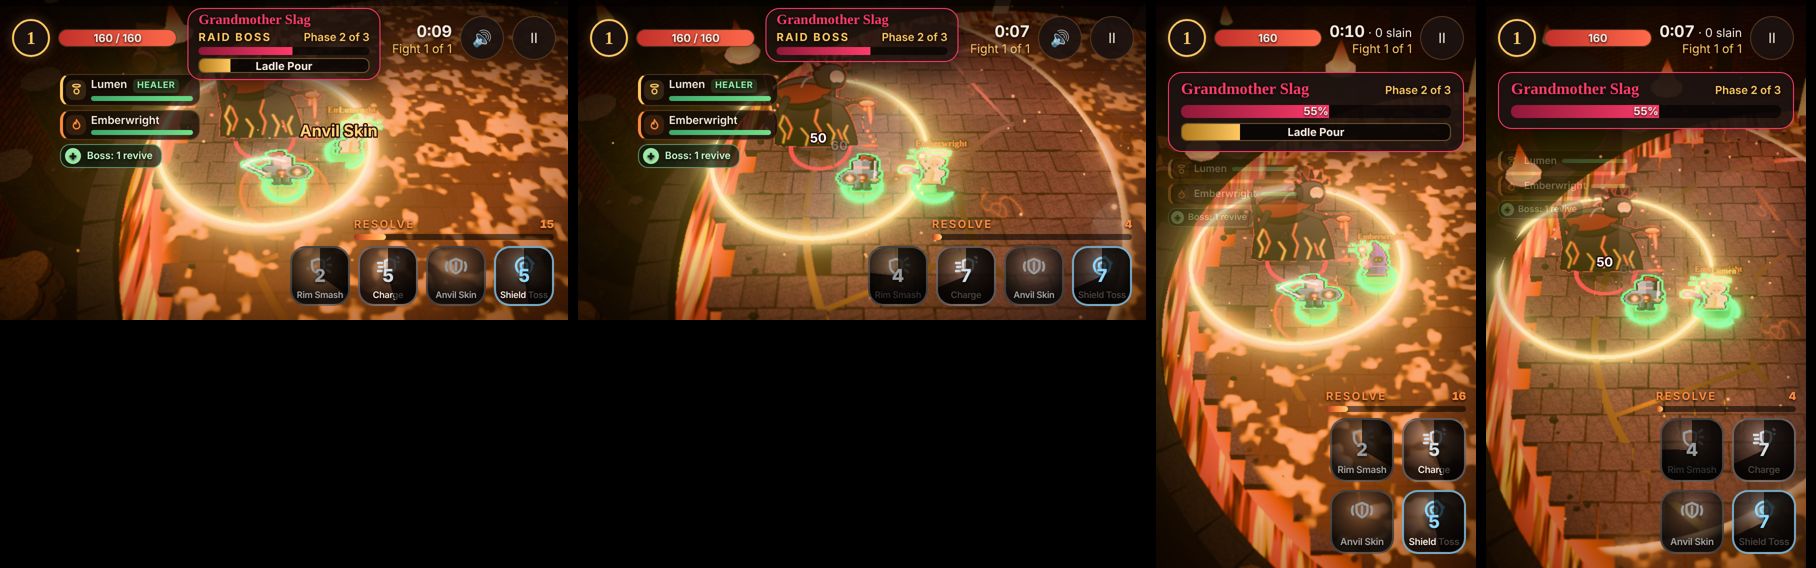 Grandmother Slag
RAID BOSS Phase 2 of 3
Ladle Pour
1
160 / 160
0:09
Fight 1 of 1
Lumen HEALER
Emberwright
Boss: 1 revive
Anvil Skin
RESOLVE 15
2 5 5
Rim Smash Charge Anvil Skin Shield Toss
Grandmother Slag
RAID BOSS Phase 2 of 3
1
160 / 160
0:07
Fight 1 of 1
Lumen HEALER
Emberwright
Boss: 1 revive
50 60
Emberwright
RESOLVE 4
4 7 7
Rim Smash Charge Anvil Skin Shield Toss
1
160
0:10 · 0 slain
Fight 1 of 1
Grandmother Slag Phase 2 of 3
55%
Ladle Pour
Lumen
Emberwright
Boss: 1 revive
RESOLVE 16
2 5
Rim Smash Charge
5
Anvil Skin Shield Toss
1
160
0:07 · 0 slain
Fight 1 of 1
Grandmother Slag Phase 2 of 3
55%
Lumen
Emberwright
Boss: 1 revive
50
RESOLVE 4
4 7
Rim Smash Charge
7
Anvil Skin Shield Toss